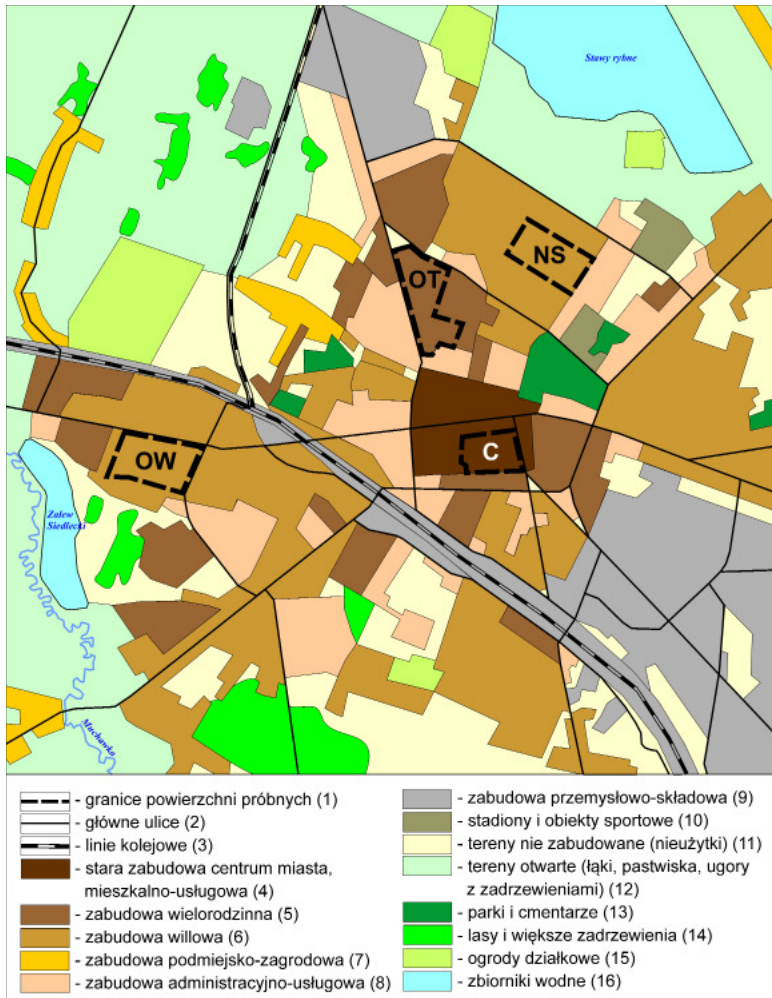 Stawy rybne
NS
OT
C
OW
Zalew
Siedlecki
Muchawka
- granice powierzchni próbnych (1)
- główne ulice (2)
- linie kolejowe (3)
- stara zabudowa centrum miasta,
mieszkalno-usługowa (4)
- zabudowa wielorodzinna (5)
- zabudowa willowa (6)
- zabudowa podmiejsko-zagrodowa (7)
- zabudowa administracyjno-usługowa (8)
- zabudowa przemysłowo-składowa (9)
- stadiony i obiekty sportowe (10)
- tereny nie zabudowane (nieużytki) (11)
- tereny otwarte (łąki, pastwiska, ugory
z zadrzewieniami) (12)
- parki i cmentarze (13)
- lasy i większe zadrzewienia (14)
- ogrody działkowe (15)
- zbiorniki wodne (16)